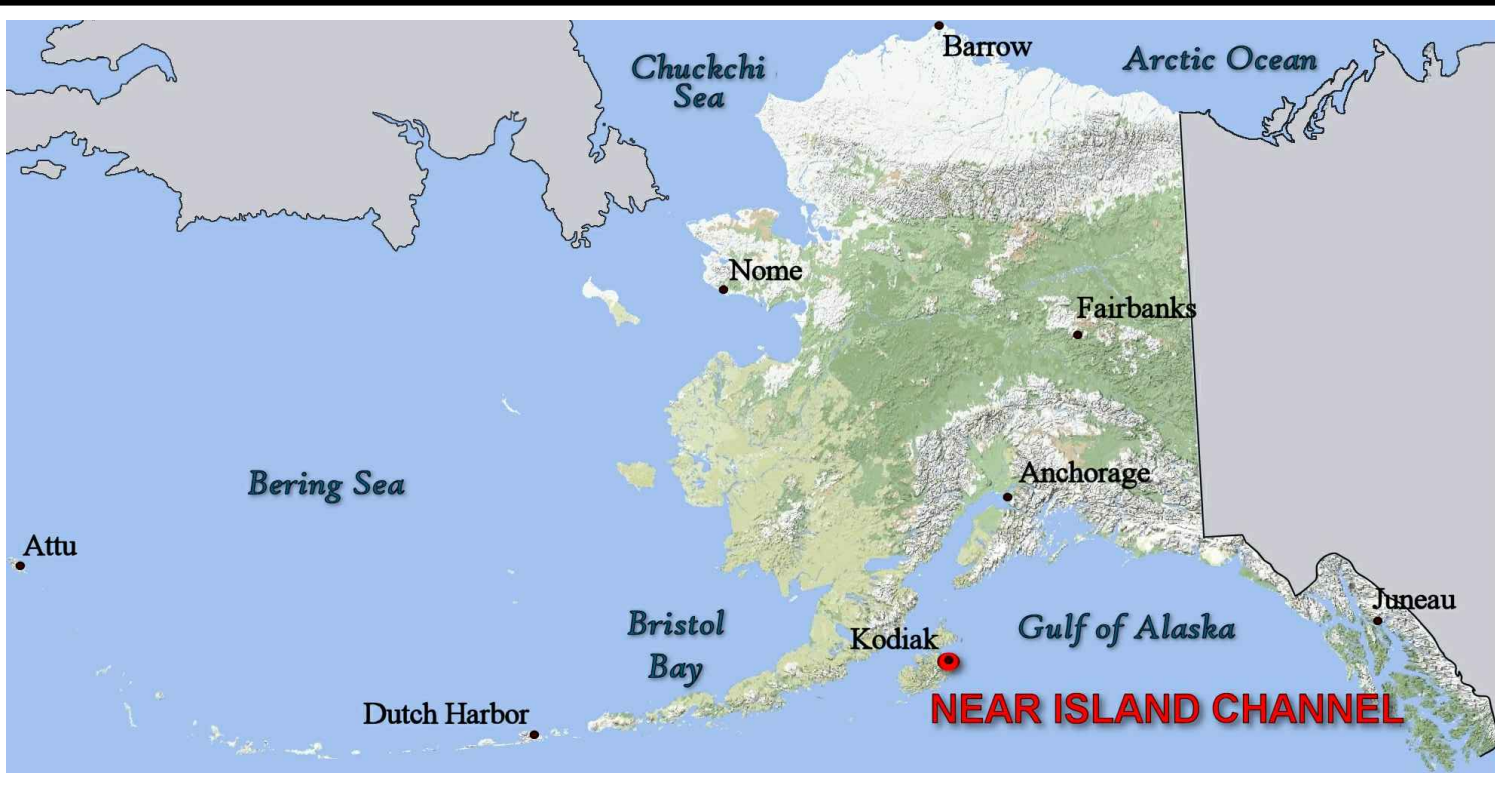 Barrow
Arctic Ocean
Chuckchi
Sea
Nome
Fairbanks
Anchorage
Bering Sea
Attu
Juneau
Bristol
Bay
Kodiak
Gulf of Alaska
NEAR ISLAND CHANNEL
Dutch Harbor